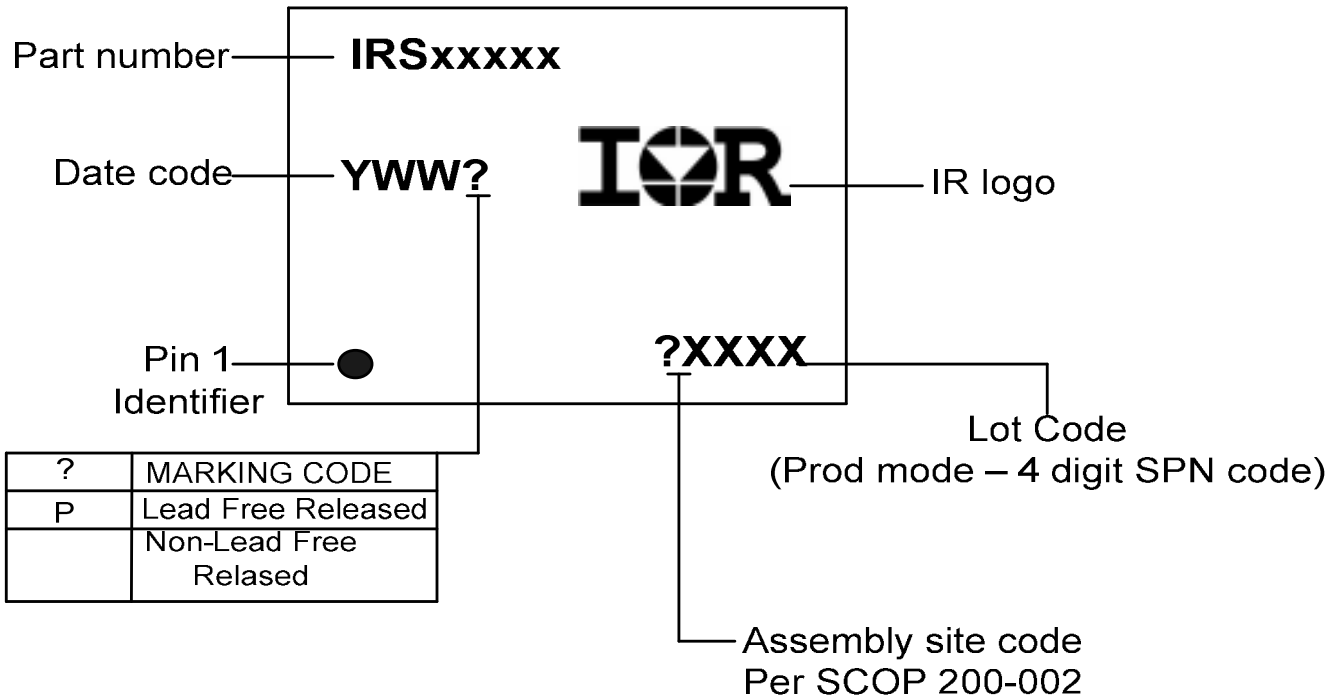 Part number
IRSxxxxx
Date code
YWW?
IOR
IR logo
Pin 1
Identifier
?XXXX
Lot Code
(Prod mode – 4 digit SPN code)
? MARKING CODE
P Lead Free Released
Non-Lead Free
Relased
Assembly site code
Per SCOP 200-002